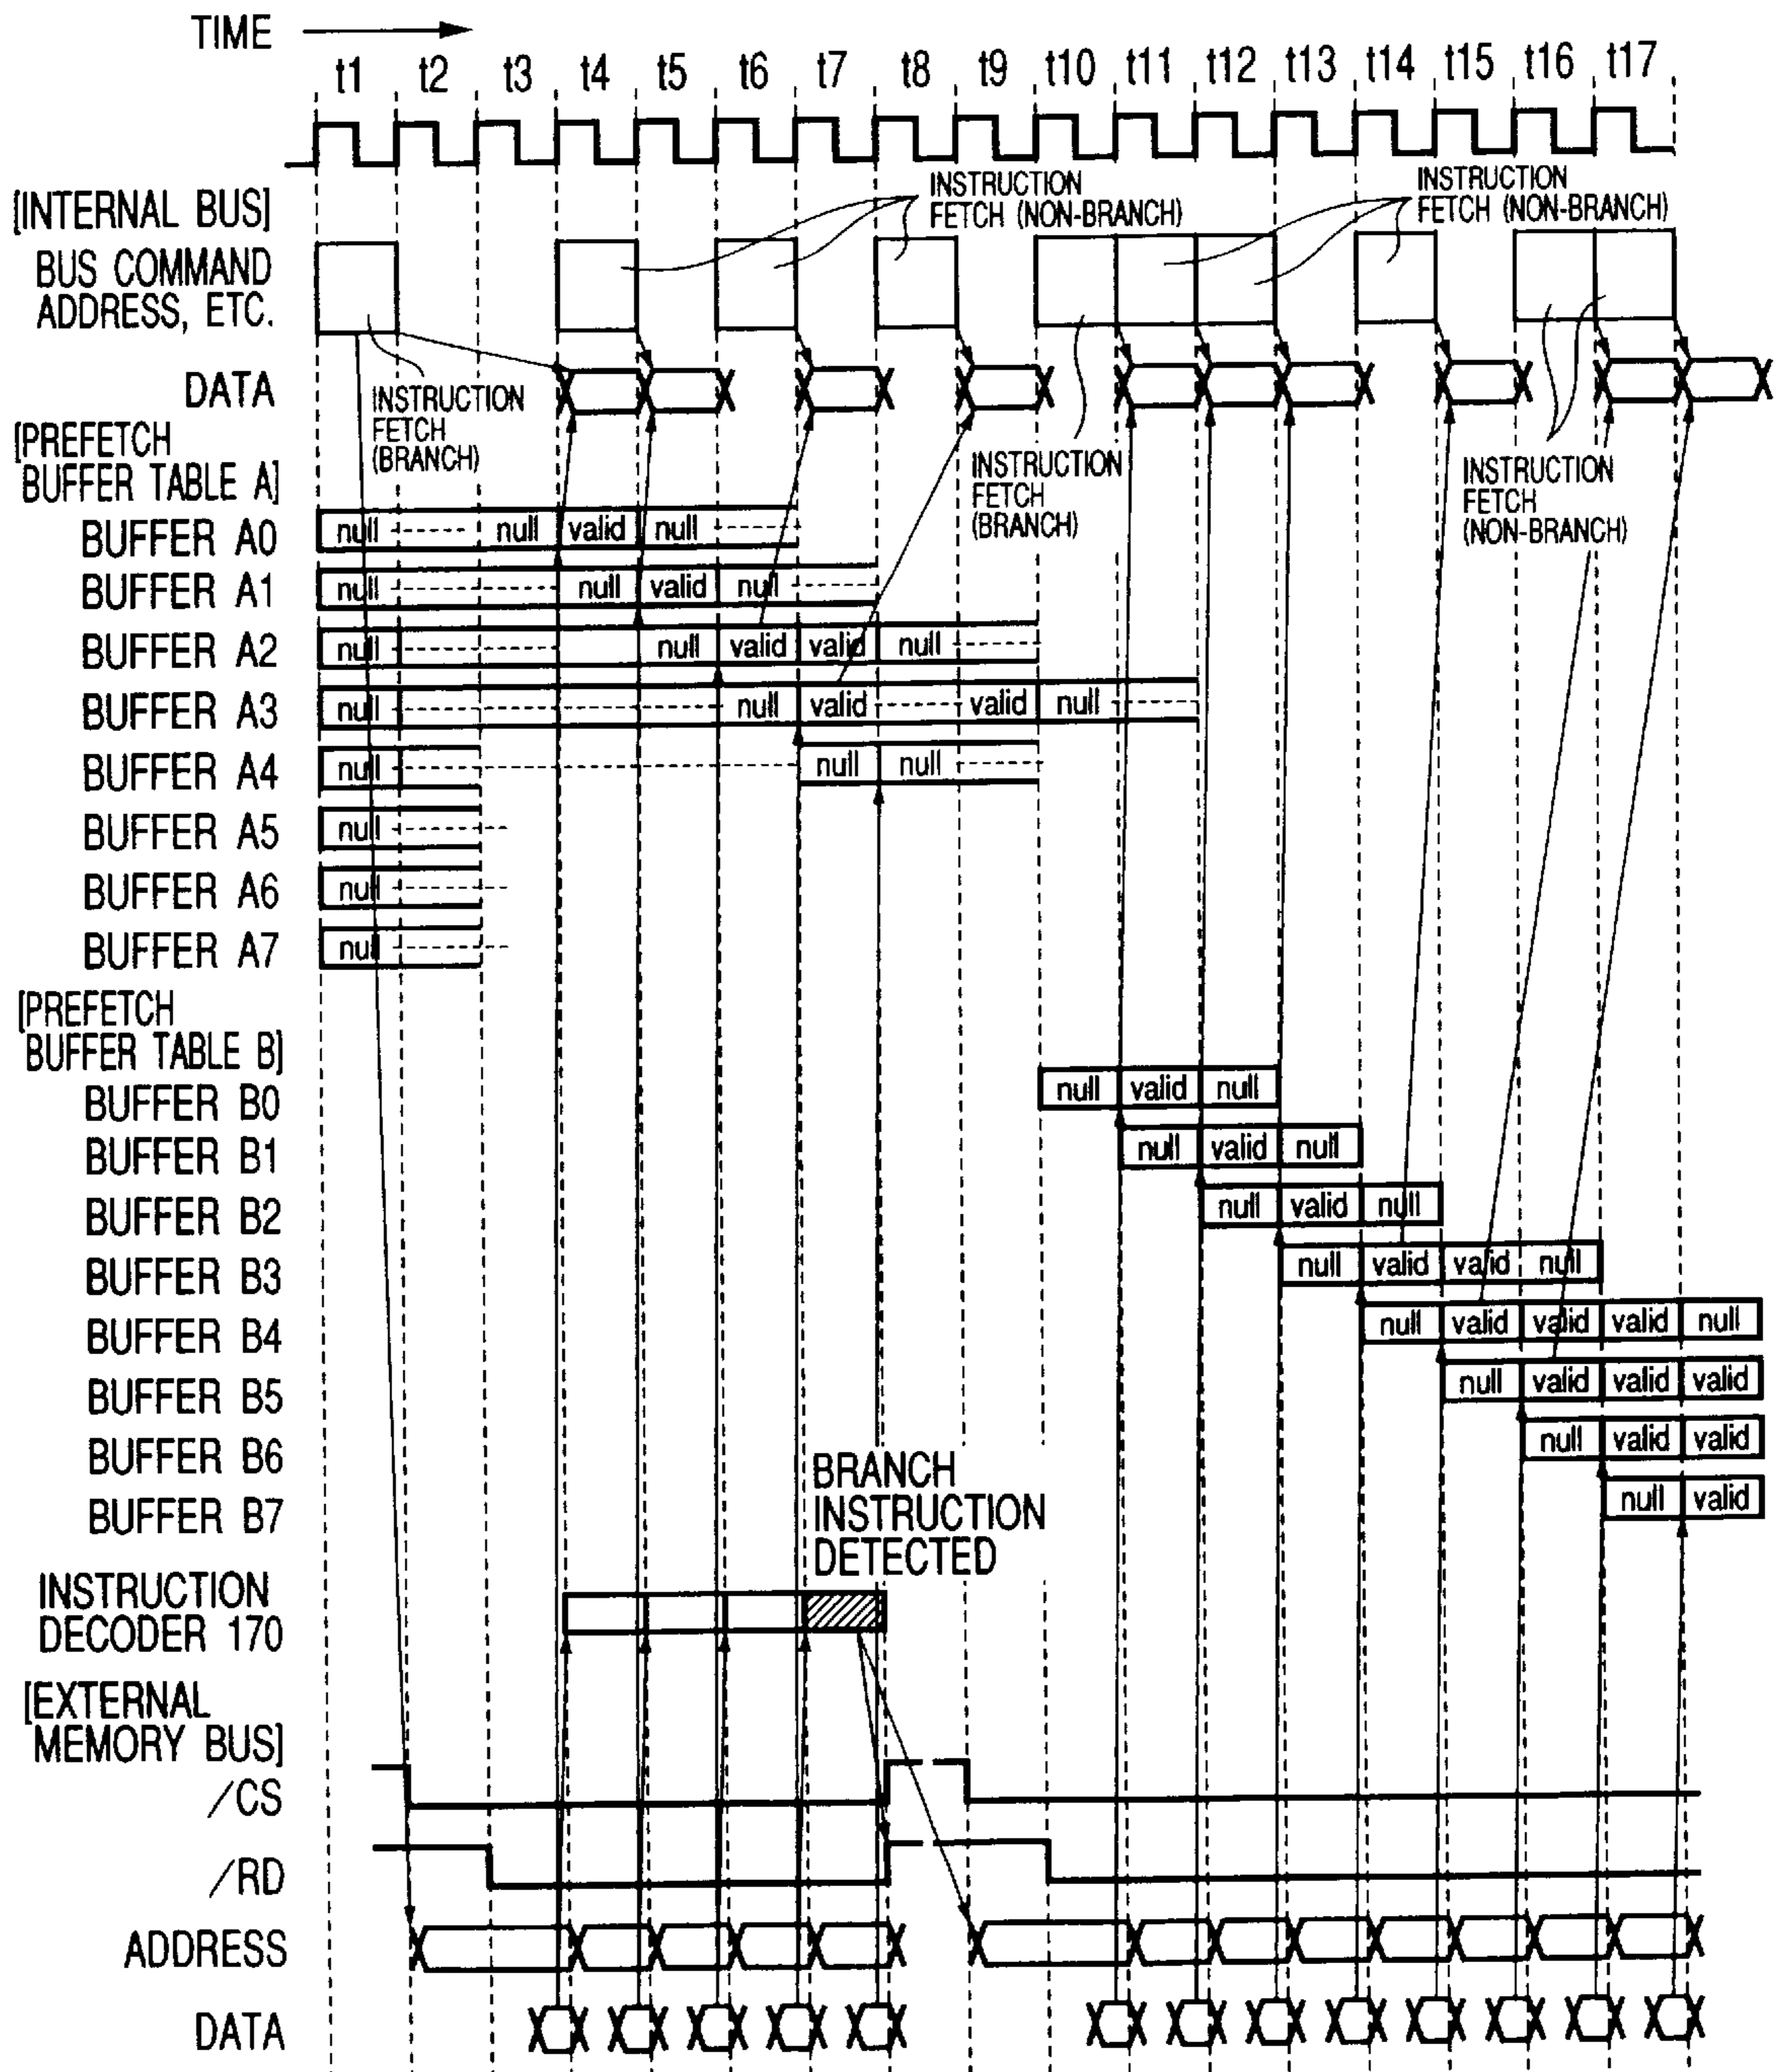 TIME
t1 t2 t3 t4 t5 t6 t7 t8 t9 t10 t11 t12 t13 t14 t15 t16 t17
[INTERNAL BUS]
BUS COMMAND
ADDRESS, ETC.
INSTRUCTION
FETCH (NON-BRANCH)
INSTRUCTION
FETCH (NON-BRANCH)
DATA
INSTRUCTION
FETCH
(BRANCH)
INSTRUCTION
FETCH
(BRANCH)
INSTRUCTION
FETCH
(NON-BRANCH)
[PREFETCH
BUFFER TABLE A]
BUFFER A0 null null valid null
BUFFER A1 null null valid null
BUFFER A2 null null valid valid null
BUFFER A3 null null valid valid null
BUFFER A4 null null null
BUFFER A5 null
BUFFER A6 null
BUFFER A7 null
[PREFETCH
BUFFER TABLE B]
BUFFER B0 null valid null
BUFFER B1 null valid null
BUFFER B2 null valid null
BUFFER B3 null valid valid null
BUFFER B4 null valid valid valid null
BUFFER B5 null valid valid valid
BUFFER B6 null valid valid
BUFFER B7 null valid
BRANCH
INSTRUCTION
DETECTED
INSTRUCTION
DECODER 170
[EXTERNAL
MEMORY BUS]
/CS
/RD
ADDRESS
DATA